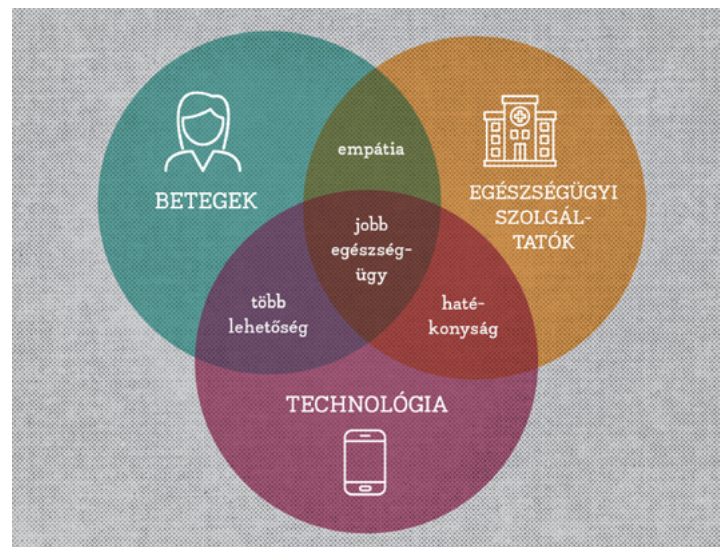 empátia
BETEGEK
EGÉSZSÉGÜGYI
SZOLGÁL-
TATÓK
jobb
egészség-
ügy
több
lehetőség
haté-
konyság
TECHNOLÓGIA